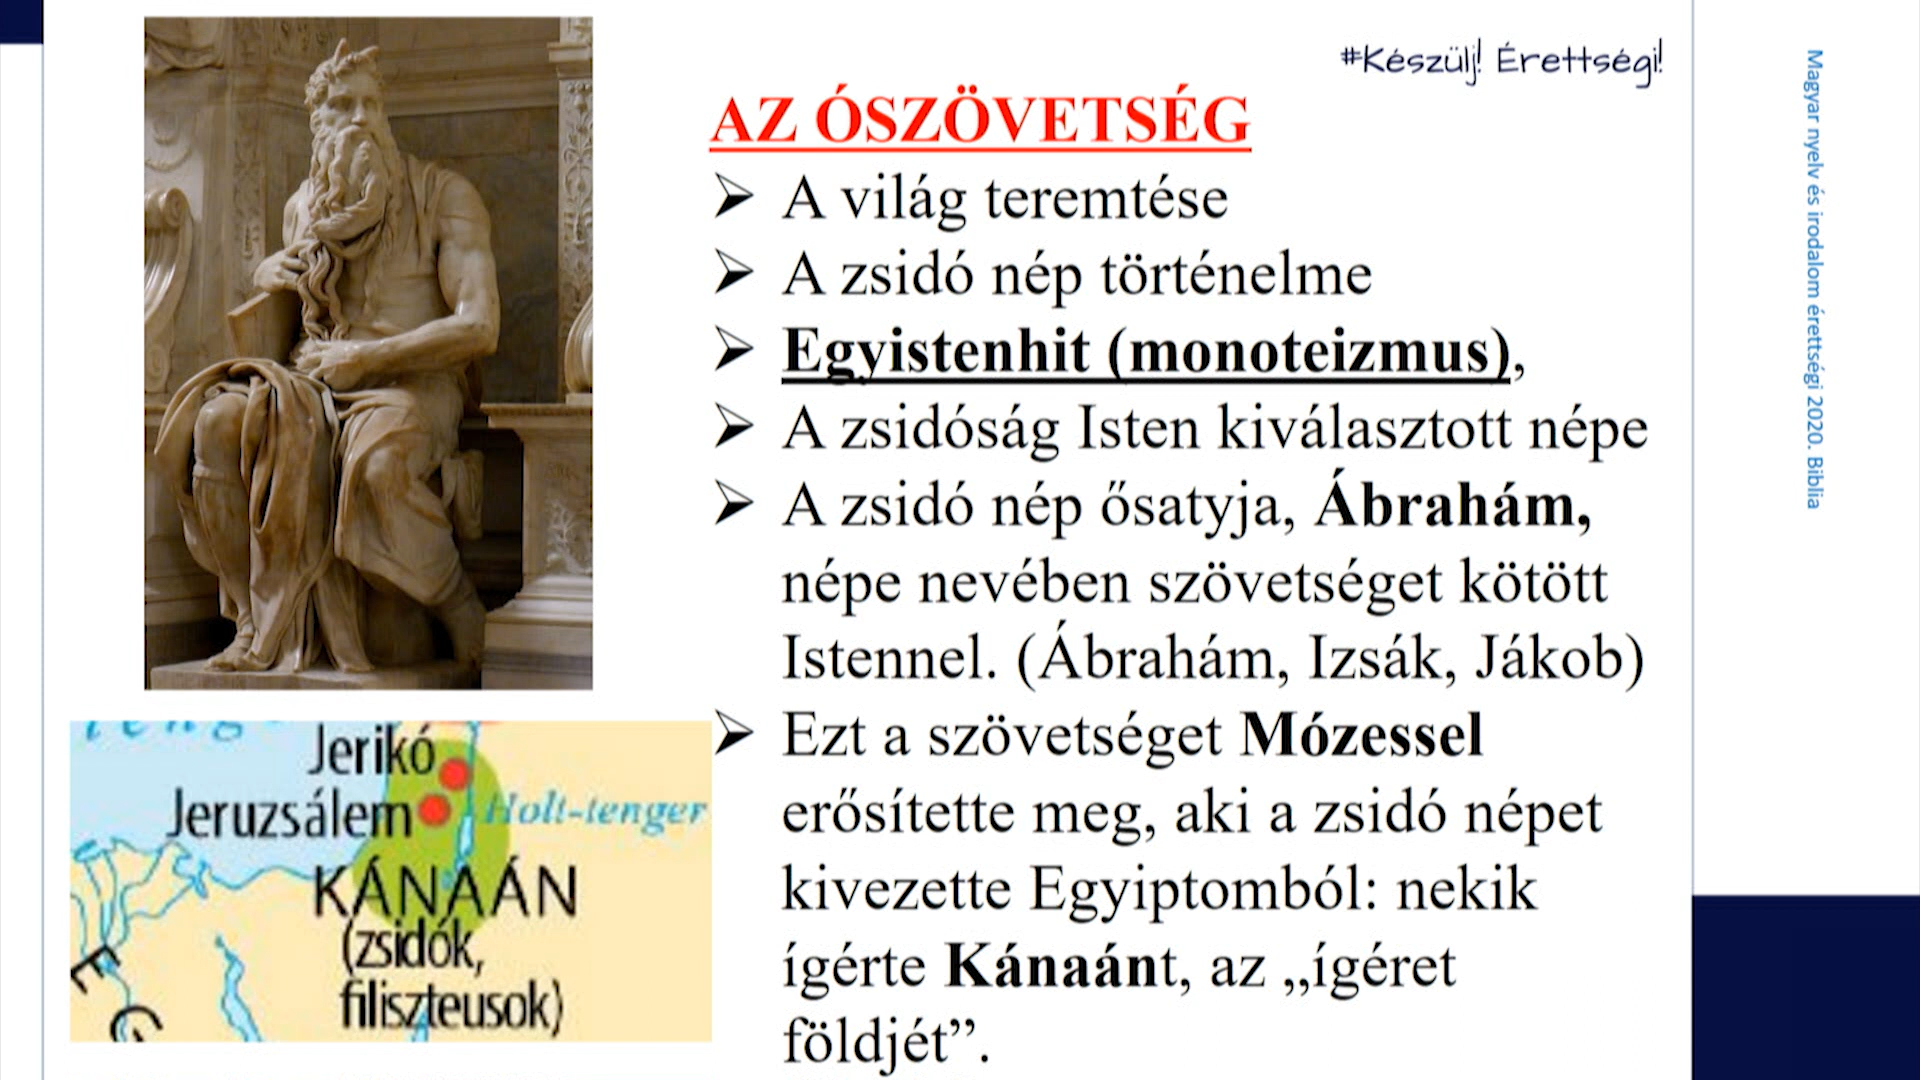 #Készülj! Érettségi!
AZ ÓSZÖVETSÉG
➢ A világ teremtése
➢ A zsidó nép történelme
➢ Egyistenhit (monoteizmus),
➢ A zsidóság Isten kiválasztott népe
➢ A zsidó nép ősatyja, Ábrahám,
népe nevében szövetséget kötött
Istennel. (Ábrahám, Izsák, Jákob)
➢ Ezt a szövetséget Mózessel
erősítette meg, aki a zsidó népet
kivezette Egyiptomból: nekik
ígérte Kánaánt, az „ígéret
földjét”.
Jerikó
Jeruzsálem
Holt-tenger
KÁNAÁN
(zsidók,
filiszteusok)
Magyar nyelv és irodalom érettségi 2020. Biblia